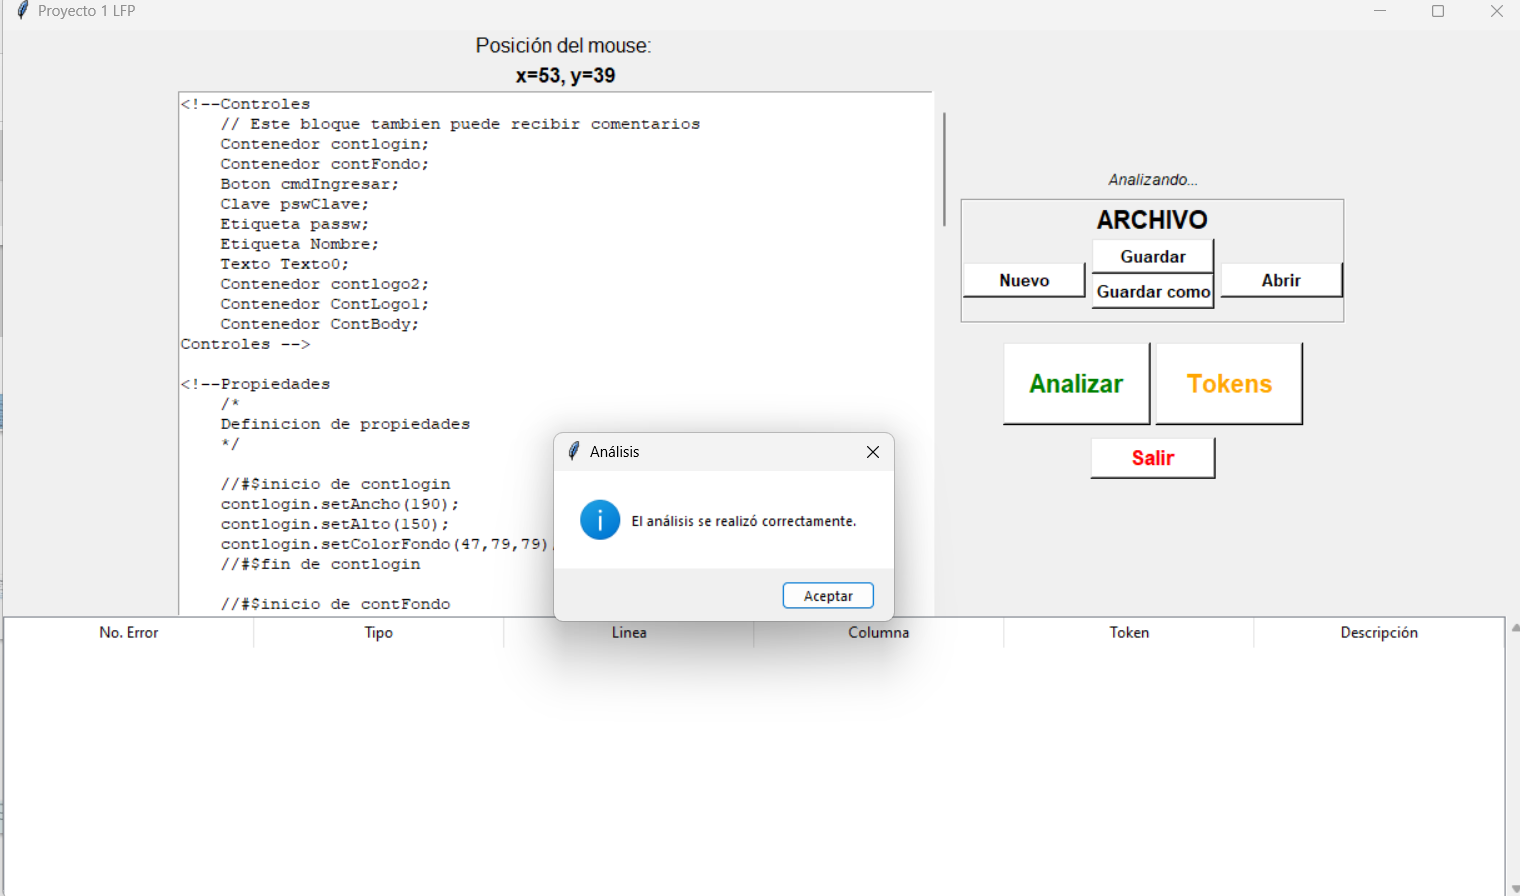 Proyecto 1 LFP
Posición del mouse:
x=53, y=39
<!--Controles
    // Este bloque tambien puede recibir comentarios
    Contenedor contlogin;
    Contenedor contFondo;
    Boton cmdIngresar;
    Clave pswClave;
    Etiqueta passw;
    Etiqueta Nombre;
    Texto Texto0;
    Contenedor contlogo2;
    Contenedor ContLogo1;
    Contenedor ContBody;
Controles -->
<!--Propiedades
    /*
    Definicion de propiedades
    */
    //#$inicio de contlogin
    contlogin.setAncho(190);
    contlogin.setAlto(150);
    contlogin.setColorFondo(47,79,79)
    //#$fin de contlogin
    //#$inicio de contFondo
Analizando...
ARCHIVO
Nuevo
Guardar
Guardar como
Abrir
Analizar
Tokens
Salir
Análisis
El análisis se realizó correctamente.
Aceptar
No. Error Tipo Linea Columna Token Descripción